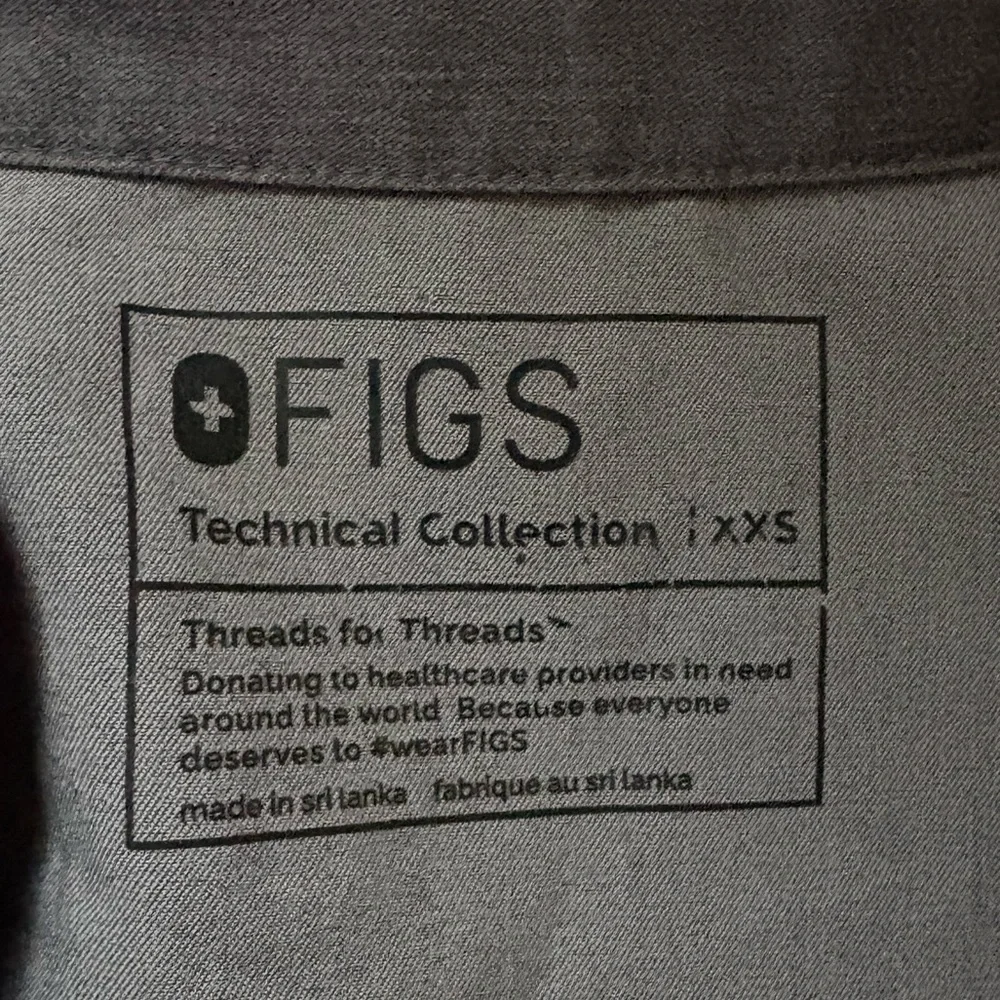 FIGS
Technical Collection | XXS
Threads for Threads™
Donating to healthcare providers in need
around the world Because everyone
deserves to #wearFIGS
made in sri lanka fabrique au sri lanka